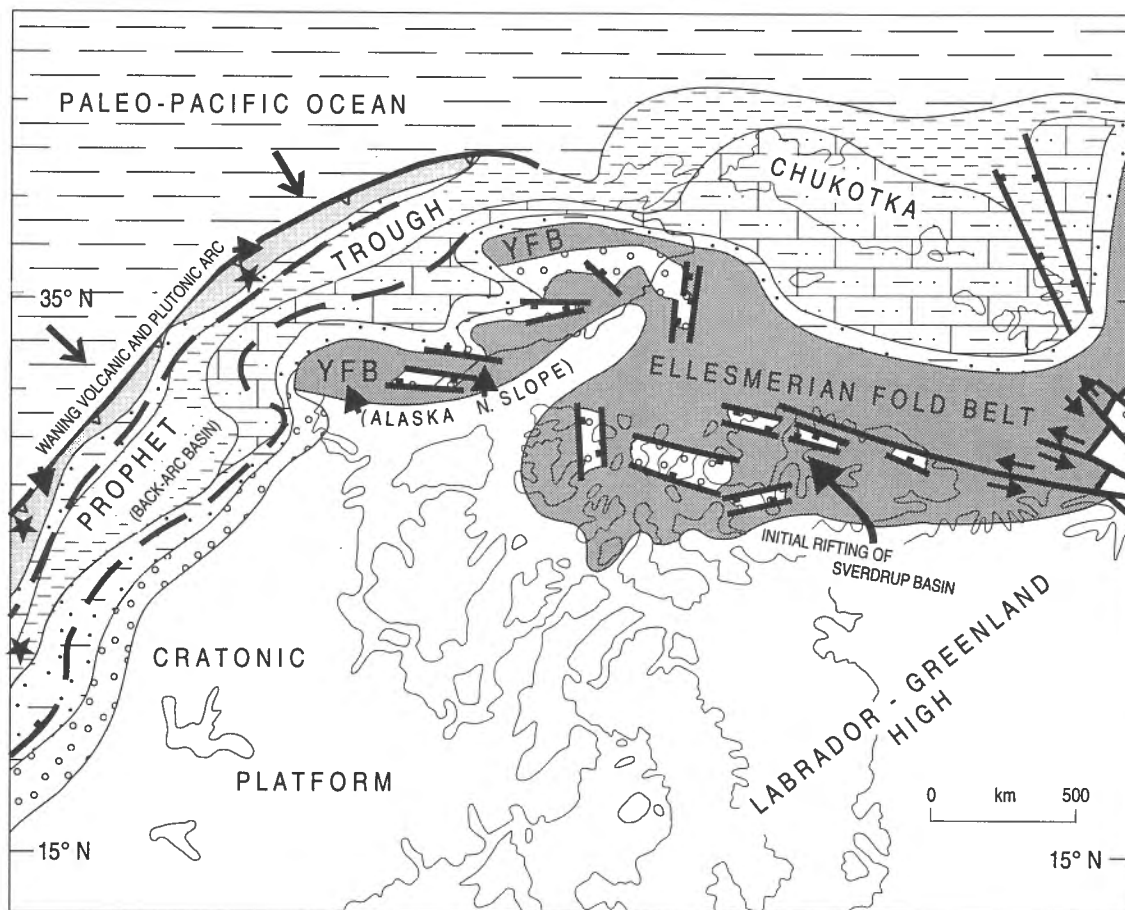 PALEO-PACIFIC OCEAN
CHUKOTKA
TROUGH
YFB
WANING VOLCANIC AND PLUTONIC ARC
35° N
YFB
ELLESMERIAN FOLD BELT
(ALASKA N. SLOPE)
PROPHET
(BACK-ARC BASIN)
INITIAL RIFTING OF
SVERDRUP BASIN
CRATONIC
PLATFORM
LABRADOR - GREENLAND
HIGH
0 km 500
15° N
15° N